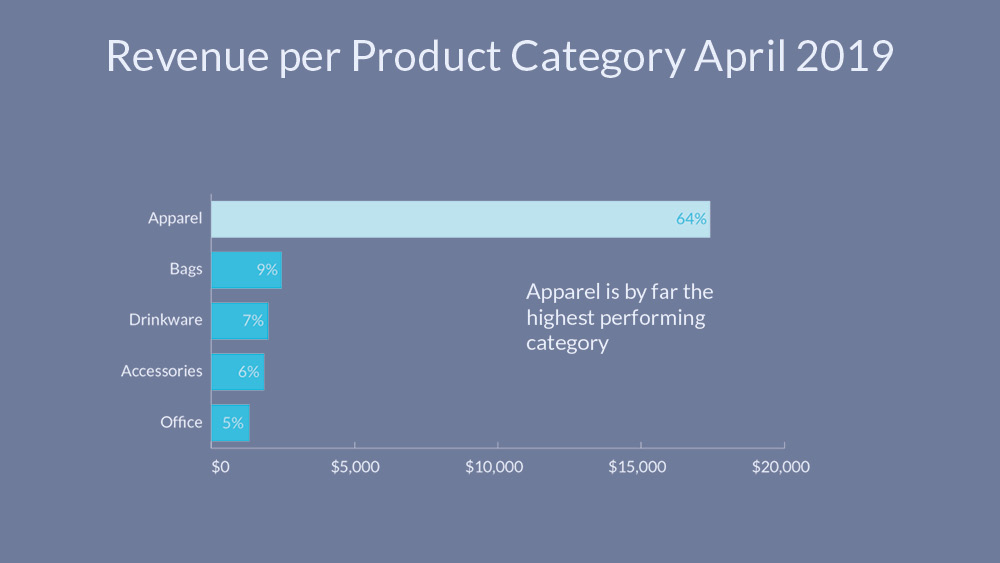 Revenue per Product Category April 2019
Apparel
64%
Bags
9%
Drinkware
7%
Accessories
6%
Office
5%
Apparel is by far the
highest performing
category
$0
$5,000
$10,000
$15,000
$20,000